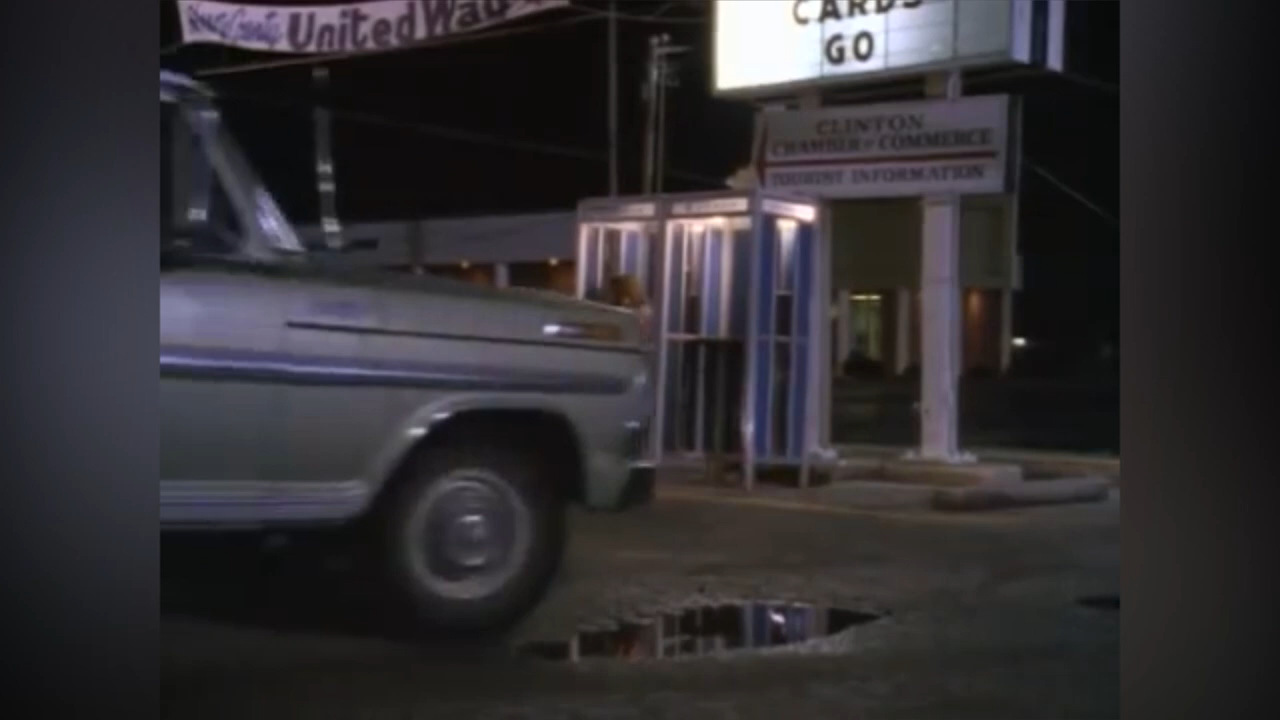 United Way
CARDS
GO
CLINTON
CHAMBER OF COMMERCE
TOURIST INFORMATION